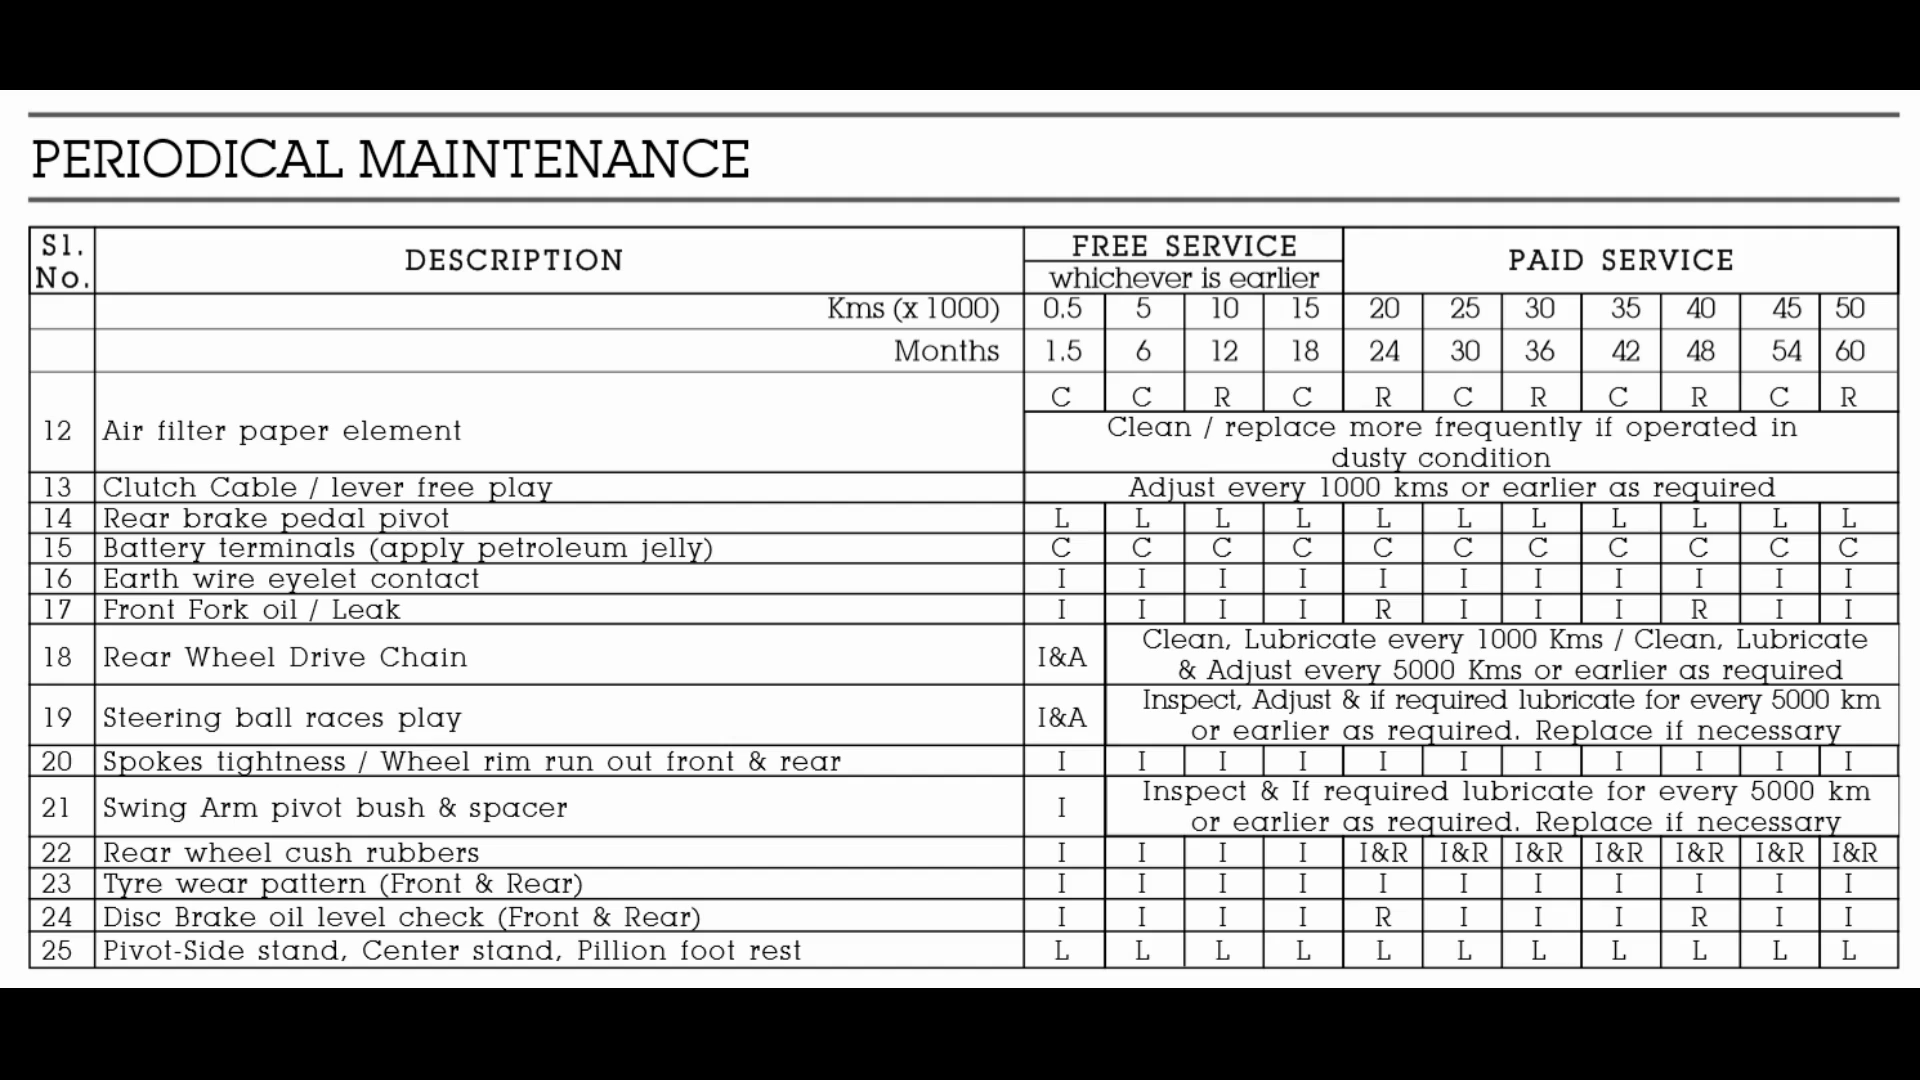 PERIODICAL MAINTENANCE
Sl. No. DESCRIPTION FREE SERVICE whichever is earlier PAID SERVICE
Kms (x 1000) 0.5 5 10 15 20 25 30 35 40 45 50
Months 1.5 6 12 18 24 30 36 42 48 54 60
12 Air filter paper element C C R C R C R C R C R
Clean / replace more frequently if operated in
dusty condition
13 Clutch Cable / lever free play Adjust every 1000 kms or earlier as required
14 Rear brake pedal pivot L L L L L L L L L L L
15 Battery terminals (apply petroleum jelly) C C C C C C C C C C C
16 Earth wire eyelet contact I I I I I I I I I I I
17 Front Fork oil / Leak I I I I R I I I R I I
18 Rear Wheel Drive Chain I&A Clean, Lubricate every 1000 Kms / Clean, Lubricate
& Adjust every 5000 Kms or earlier as required
19 Steering ball races play I&A Inspect, Adjust & if required lubricate for every 5000 km
or earlier as required. Replace if necessary
20 Spokes tightness / Wheel rim run out front & rear I I I I I I I I I I I
21 Swing Arm pivot bush & spacer I Inspect & If required lubricate for every 5000 km
or earlier as required. Replace if necessary
22 Rear wheel cush rubbers I I I I I&R I&R I&R I&R I&R I&R I&R
23 Tyre wear pattern (Front & Rear) I I I I I I I I I I I
24 Disc Brake oil level check (Front & Rear) I I I I R I I I R I I
25 Pivot-Side stand, Center stand, Pillion foot rest L L L L L L L L L L L